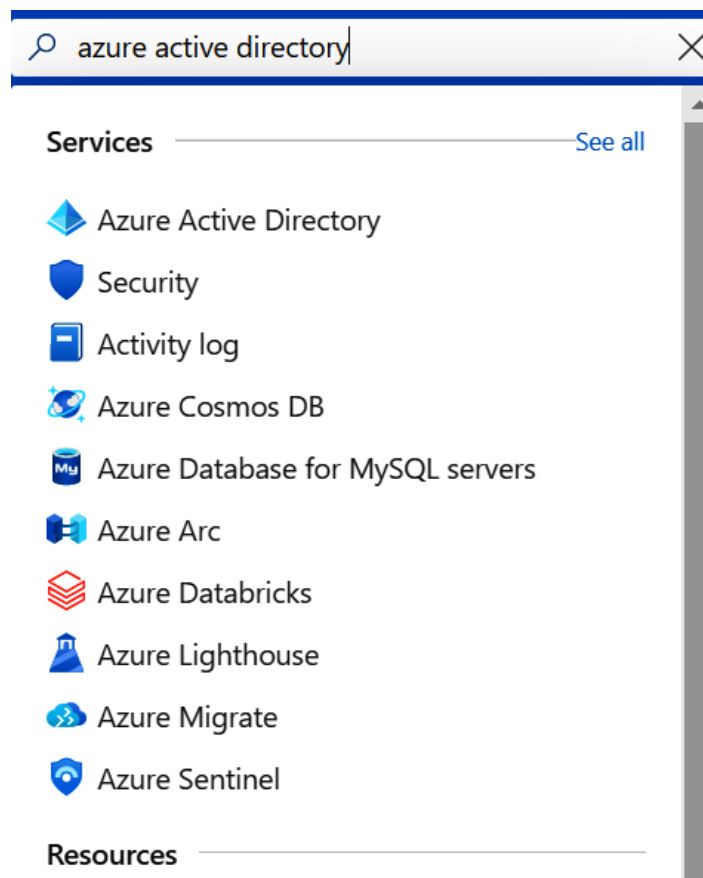 azure active directory
Services See all
Azure Active Directory
Security
Activity log
Azure Cosmos DB
My Azure Database for MySQL servers
Azure Arc
Azure Databricks
Azure Lighthouse
Azure Migrate
Azure Sentinel
Resources